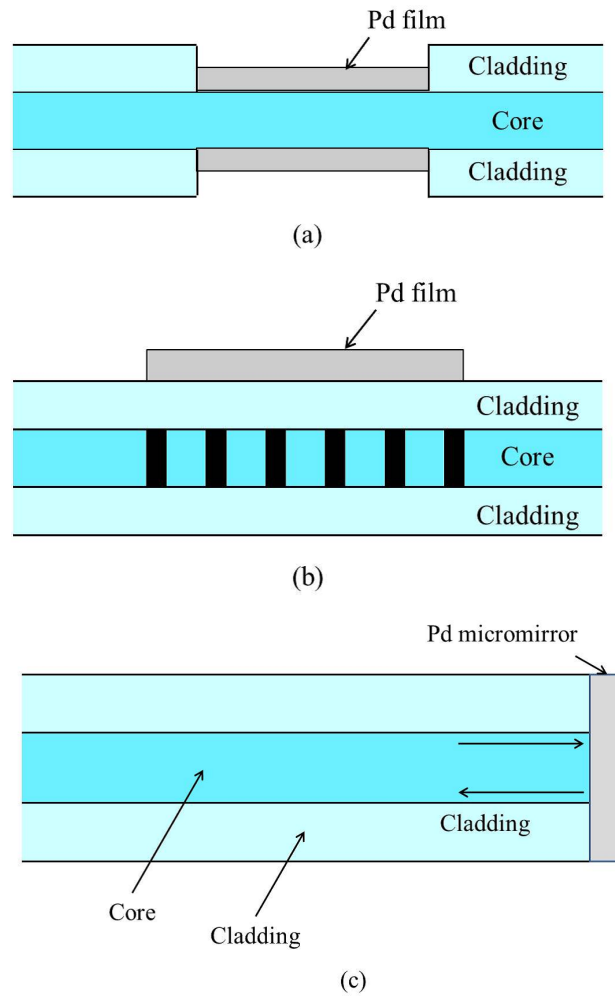 Pd film
Cladding
Core
Cladding
(a)
Pd film
Cladding
Core
Cladding
(b)
Pd micromirror
Cladding
Core
Cladding
(c)